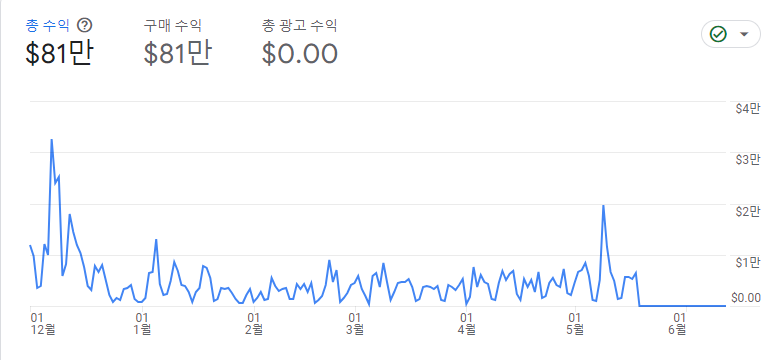 총 수익 구매 수익 총 광고 수익
$81만 $81만 $0.00
$4만
$3만
$2만
$1만
$0.00
01 01 01 01 01 01 01
12월 1월 2월 3월 4월 5월 6월